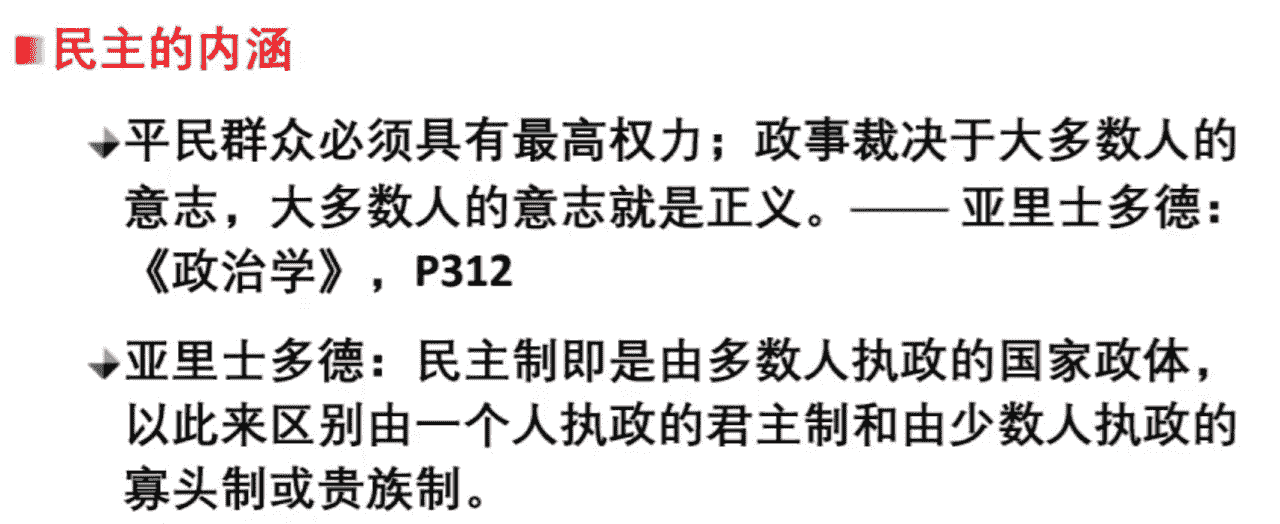 民主的内涵
平民群众必须具有最高权力；政事裁决于大多数人的
意志，大多数人的意志就是正义。—— 亚里士多德：
《政治学》，P312
亚里士多德：民主制即是由多数人执政的国家政体，
以此来区别由一个人执政的君主制和由少数人执政的
寡头制或贵族制。